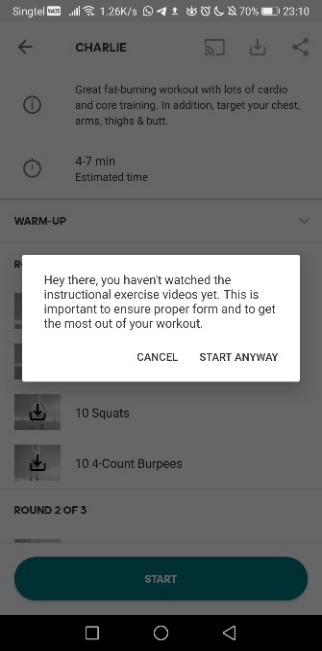 Singtel VoLTE 1.26K/s 70% 23:10
CHARLIE
Great fat-burning workout with lots of cardio
and core training. In addition, target your chest,
arms, thighs & butt.
4-7 min
Estimated time
WARM-UP
Hey there, you haven't watched the
instructional exercise videos yet. This is
important to ensure proper form and to get
the most out of your workout.
CANCEL START ANYWAY
10 Squats
10 4-Count Burpees
ROUND 2 OF 3
START